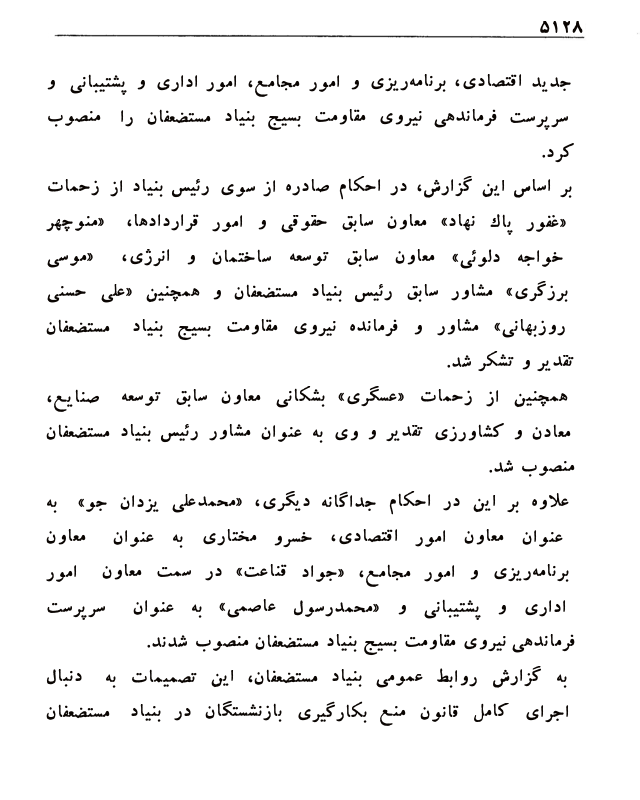 ۵۱۲۸
جدید اقتصادی، برنامه‌ریزی و امور مجامع، امور اداری و پشتیبانی و
سرپرست فرماندهی نیروی مقاومت بسیج بنیاد مستضعفان را منصوب
کرد.
بر اساس این گزارش، در احکام صادره از سوی رئیس بنیاد از زحمات
«غفور پاك نهاد» معاون سابق حقوقی و امور قراردادها، «منوچهر
خواجه دلوئی» معاون سابق توسعه ساختمان و انرژی، «موسی
برزگری» مشاور سابق رئیس بنیاد مستضعفان و همچنین «علی حسنی
روزبهانی» مشاور و فرمانده نیروی مقاومت بسیج بنیاد مستضعفان
تقدیر و تشکر شد.
همچنین از زحمات «عسگری» بشکانی معاون سابق توسعه صنایع،
معادن و کشاورزی تقدیر و وی به عنوان مشاور رئیس بنیاد مستضعفان
منصوب شد.
علاوه بر این در احکام جداگانه دیگری، «محمدعلی یزدان جو» به
عنوان معاون امور اقتصادی، خسرو مختاری به عنوان معاون
برنامه‌ریزی و امور مجامع، «جواد قناعت» در سمت معاون امور
اداری و پشتیبانی و «محمدرسول عاصمی» به عنوان سرپرست
فرماندهی نیروی مقاومت بسیج بنیاد مستضعفان منصوب شدند.
به گزارش روابط عمومی بنیاد مستضعفان، این تصمیمات به دنبال
اجرای کامل قانون منع بکارگیری بازنشستگان در بنیاد مستضعفان